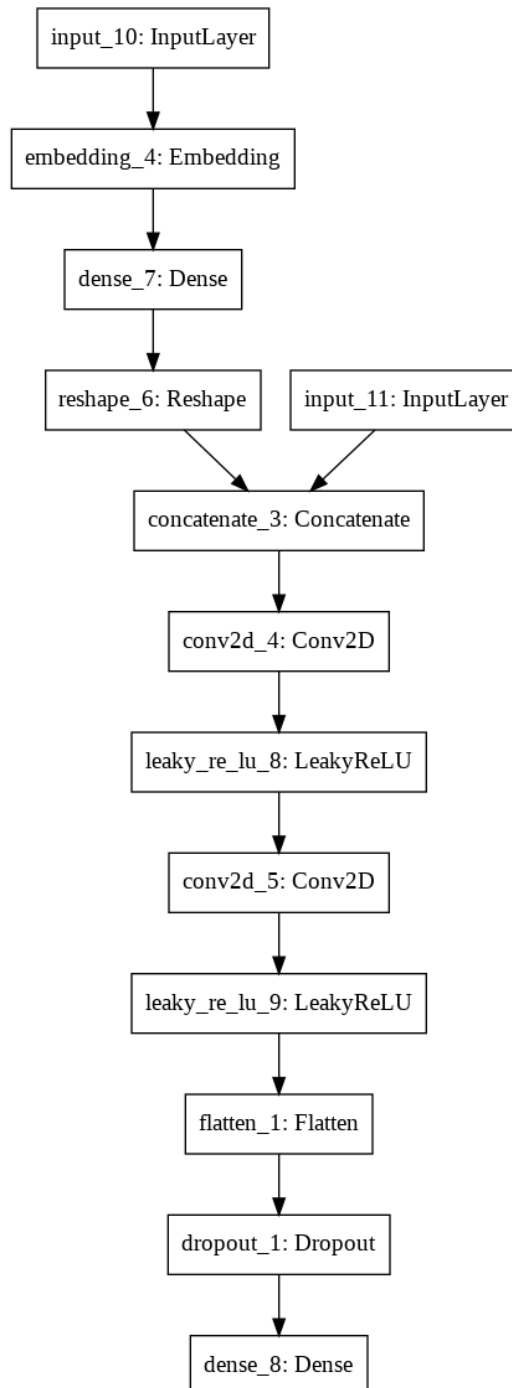 input_10: InputLayer
embedding_4: Embedding
dense_7: Dense
reshape_6: Reshape
input_11: InputLayer
concatenate_3: Concatenate
conv2d_4: Conv2D
leaky_re_lu_8: LeakyReLU
conv2d_5: Conv2D
leaky_re_lu_9: LeakyReLU
flatten_1: Flatten
dropout_1: Dropout
dense_8: Dense